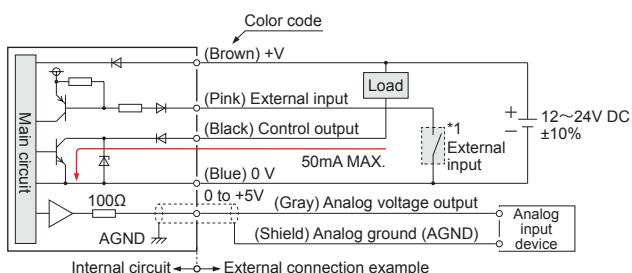 Color code
(Brown) +V
Load
(Pink) External input
Main circuit
(Black) Control output
*1
External
input
+
−
12～24V DC
±10%
50mA MAX.
(Blue) 0 V
100Ω
0 to +5V
(Gray) Analog voltage output
Analog
input
device
AGND
(Shield) Analog ground (AGND)
Internal circuit
External connection example